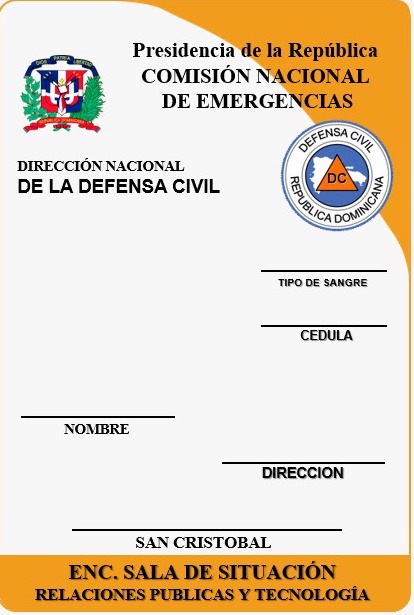 Presidencia de la República
COMISIÓN NACIONAL
DE EMERGENCIAS
DIOS PATRIA LIBERTAD
REPUBLICA DOMINICANA
DIRECCIÓN NACIONAL
DE LA DEFENSA CIVIL
DEFENSA CIVIL
DC
REPUBLICA DOMINICANA
TIPO DE SANGRE
CEDULA
NOMBRE
DIRECCION
SAN CRISTOBAL
ENC. SALA DE SITUACIÓN
RELACIONES PUBLICAS Y TECNOLOGÍA